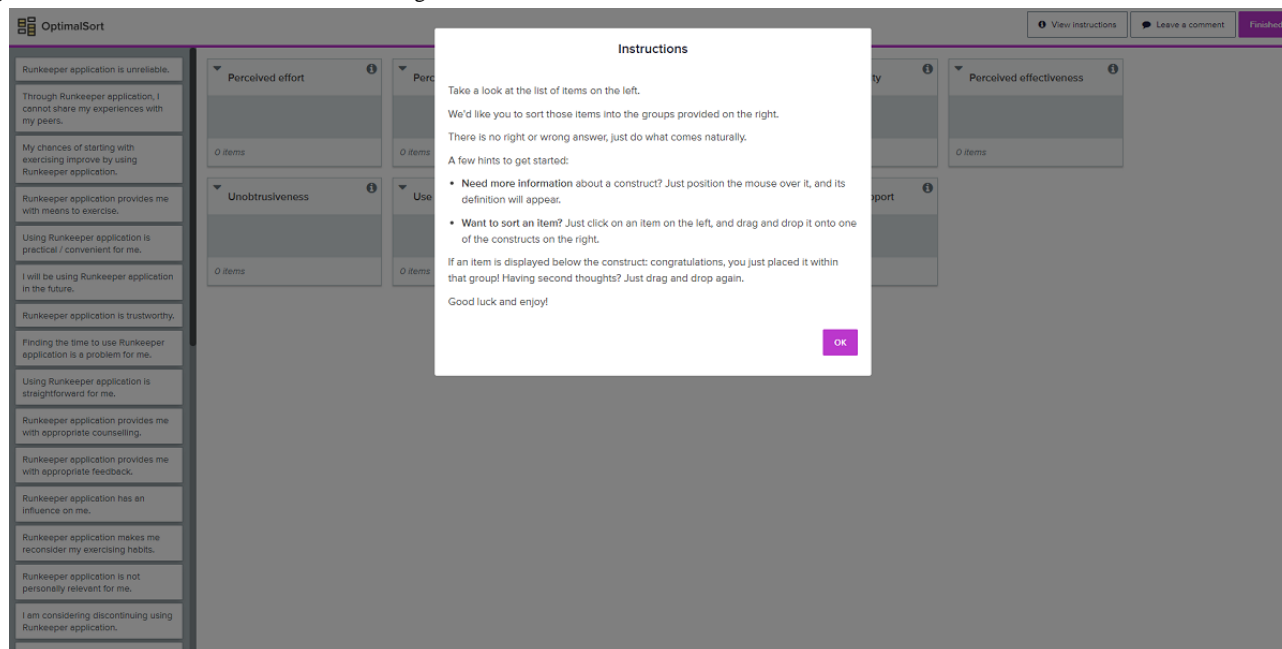 OptimalSort
View instructions
Leave a comment
Finished
Runkeeper application is unreliable.
Through Runkeeper application, I
cannot share my experiences with
my peers.
My chances of starting with
exercising improve by using
Runkeeper application.
Runkeeper application provides me
with means to exercise.
Using Runkeeper application is
practical / convenient for me.
I will be using Runkeeper application
in the future.
Runkeeper application is trustworthy.
Finding the time to use Runkeeper
application is a problem for me.
Using Runkeeper application is
straightforward for me.
Runkeeper application provides me
with appropriate counselling.
Runkeeper application provides me
with appropriate feedback.
Runkeeper application has an
influence on me.
Runkeeper application makes me
reconsider my exercising habits.
Runkeeper application is not
personally relevant for me.
I am considering discontinuing using
Runkeeper application.
Perceived effort
0 items
Perc
0 items
ty
Perceived effectiveness
0 items
Unobtrusiveness
0 items
Use
0 items
pport
Instructions
Take a look at the list of items on the left.
We'd like you to sort those items into the groups provided on the right.
There is no right or wrong answer, just do what comes naturally.
A few hints to get started:
• Need more information about a construct? Just position the mouse over it, and its
definition will appear.
• Want to sort an item? Just click on an item on the left, and drag and drop it onto one
of the constructs on the right.
If an item is displayed below the construct: congratulations, you just placed it within
that group! Having second thoughts? Just drag and drop again.
Good luck and enjoy!
OK